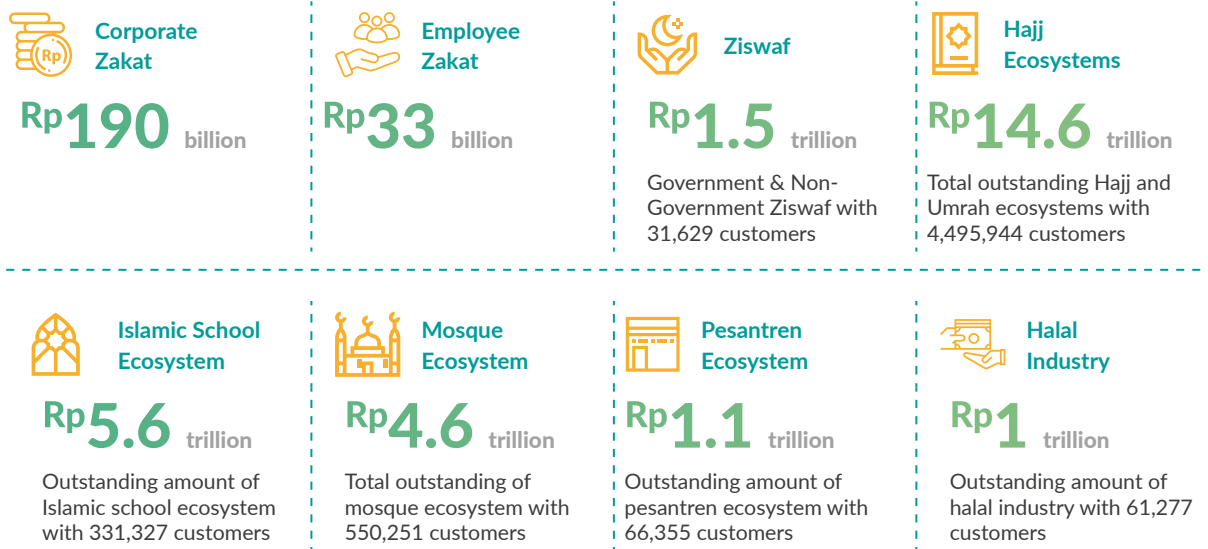 Corporate
Zakat
Rp190 billion
Employee
Zakat
Rp33 billion
Ziswaf
Rp1.5 trillion
Government & Non-
Government Ziswaf with
31,629 customers
Hajj
Ecosystems
Rp14.6 trillion
Total outstanding Hajj and
Umrah ecosystems with
4,495,944 customers
Islamic School
Ecosystem
Rp5.6 trillion
Outstanding amount of
Islamic school ecosystem
with 331,327 customers
Mosque
Ecosystem
Rp4.6 trillion
Total outstanding of
mosque ecosystem with
550,251 customers
Pesantren
Ecosystem
Rp1.1 trillion
Outstanding amount of
pesantren ecosystem with
66,355 customers
Halal
Industry
Rp1 trillion
Outstanding amount of
halal industry with 61,277
customers
Rp